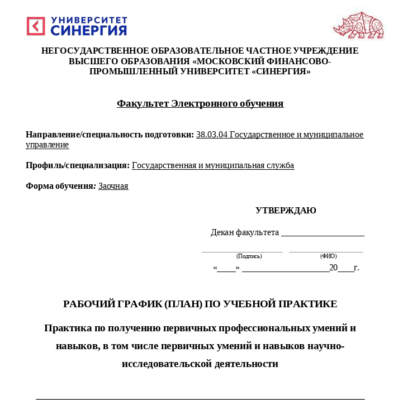 УНИВЕРСИТЕТ
СИНЕРГИЯ
НЕГОСУДАРСТВЕННОЕ ОБРАЗОВАТЕЛЬНОЕ ЧАСТНОЕ УЧРЕЖДЕНИЕ
ВЫСШЕГО ОБРАЗОВАНИЯ «МОСКОВСКИЙ ФИНАНСОВО-
ПРОМЫШЛЕННЫЙ УНИВЕРСИТЕТ «СИНЕРГИЯ»
Факультет Электронного обучения
Направление/специальность подготовки: 38.03.04 Государственное и муниципальное
управление
Профиль/специализация: Государственная и муниципальная служба
Форма обучения: Заочная
УТВЕРЖДАЮ
Декан факультета ____________________
(Подпись) (ФИО)
«____» ____________________20____г.
РАБОЧИЙ ГРАФИК (ПЛАН) ПО УЧЕБНОЙ ПРАКТИКЕ
Практика по получению первичных профессиональных умений и
навыков, в том числе первичных умений и навыков научно-
исследовательской деятельности